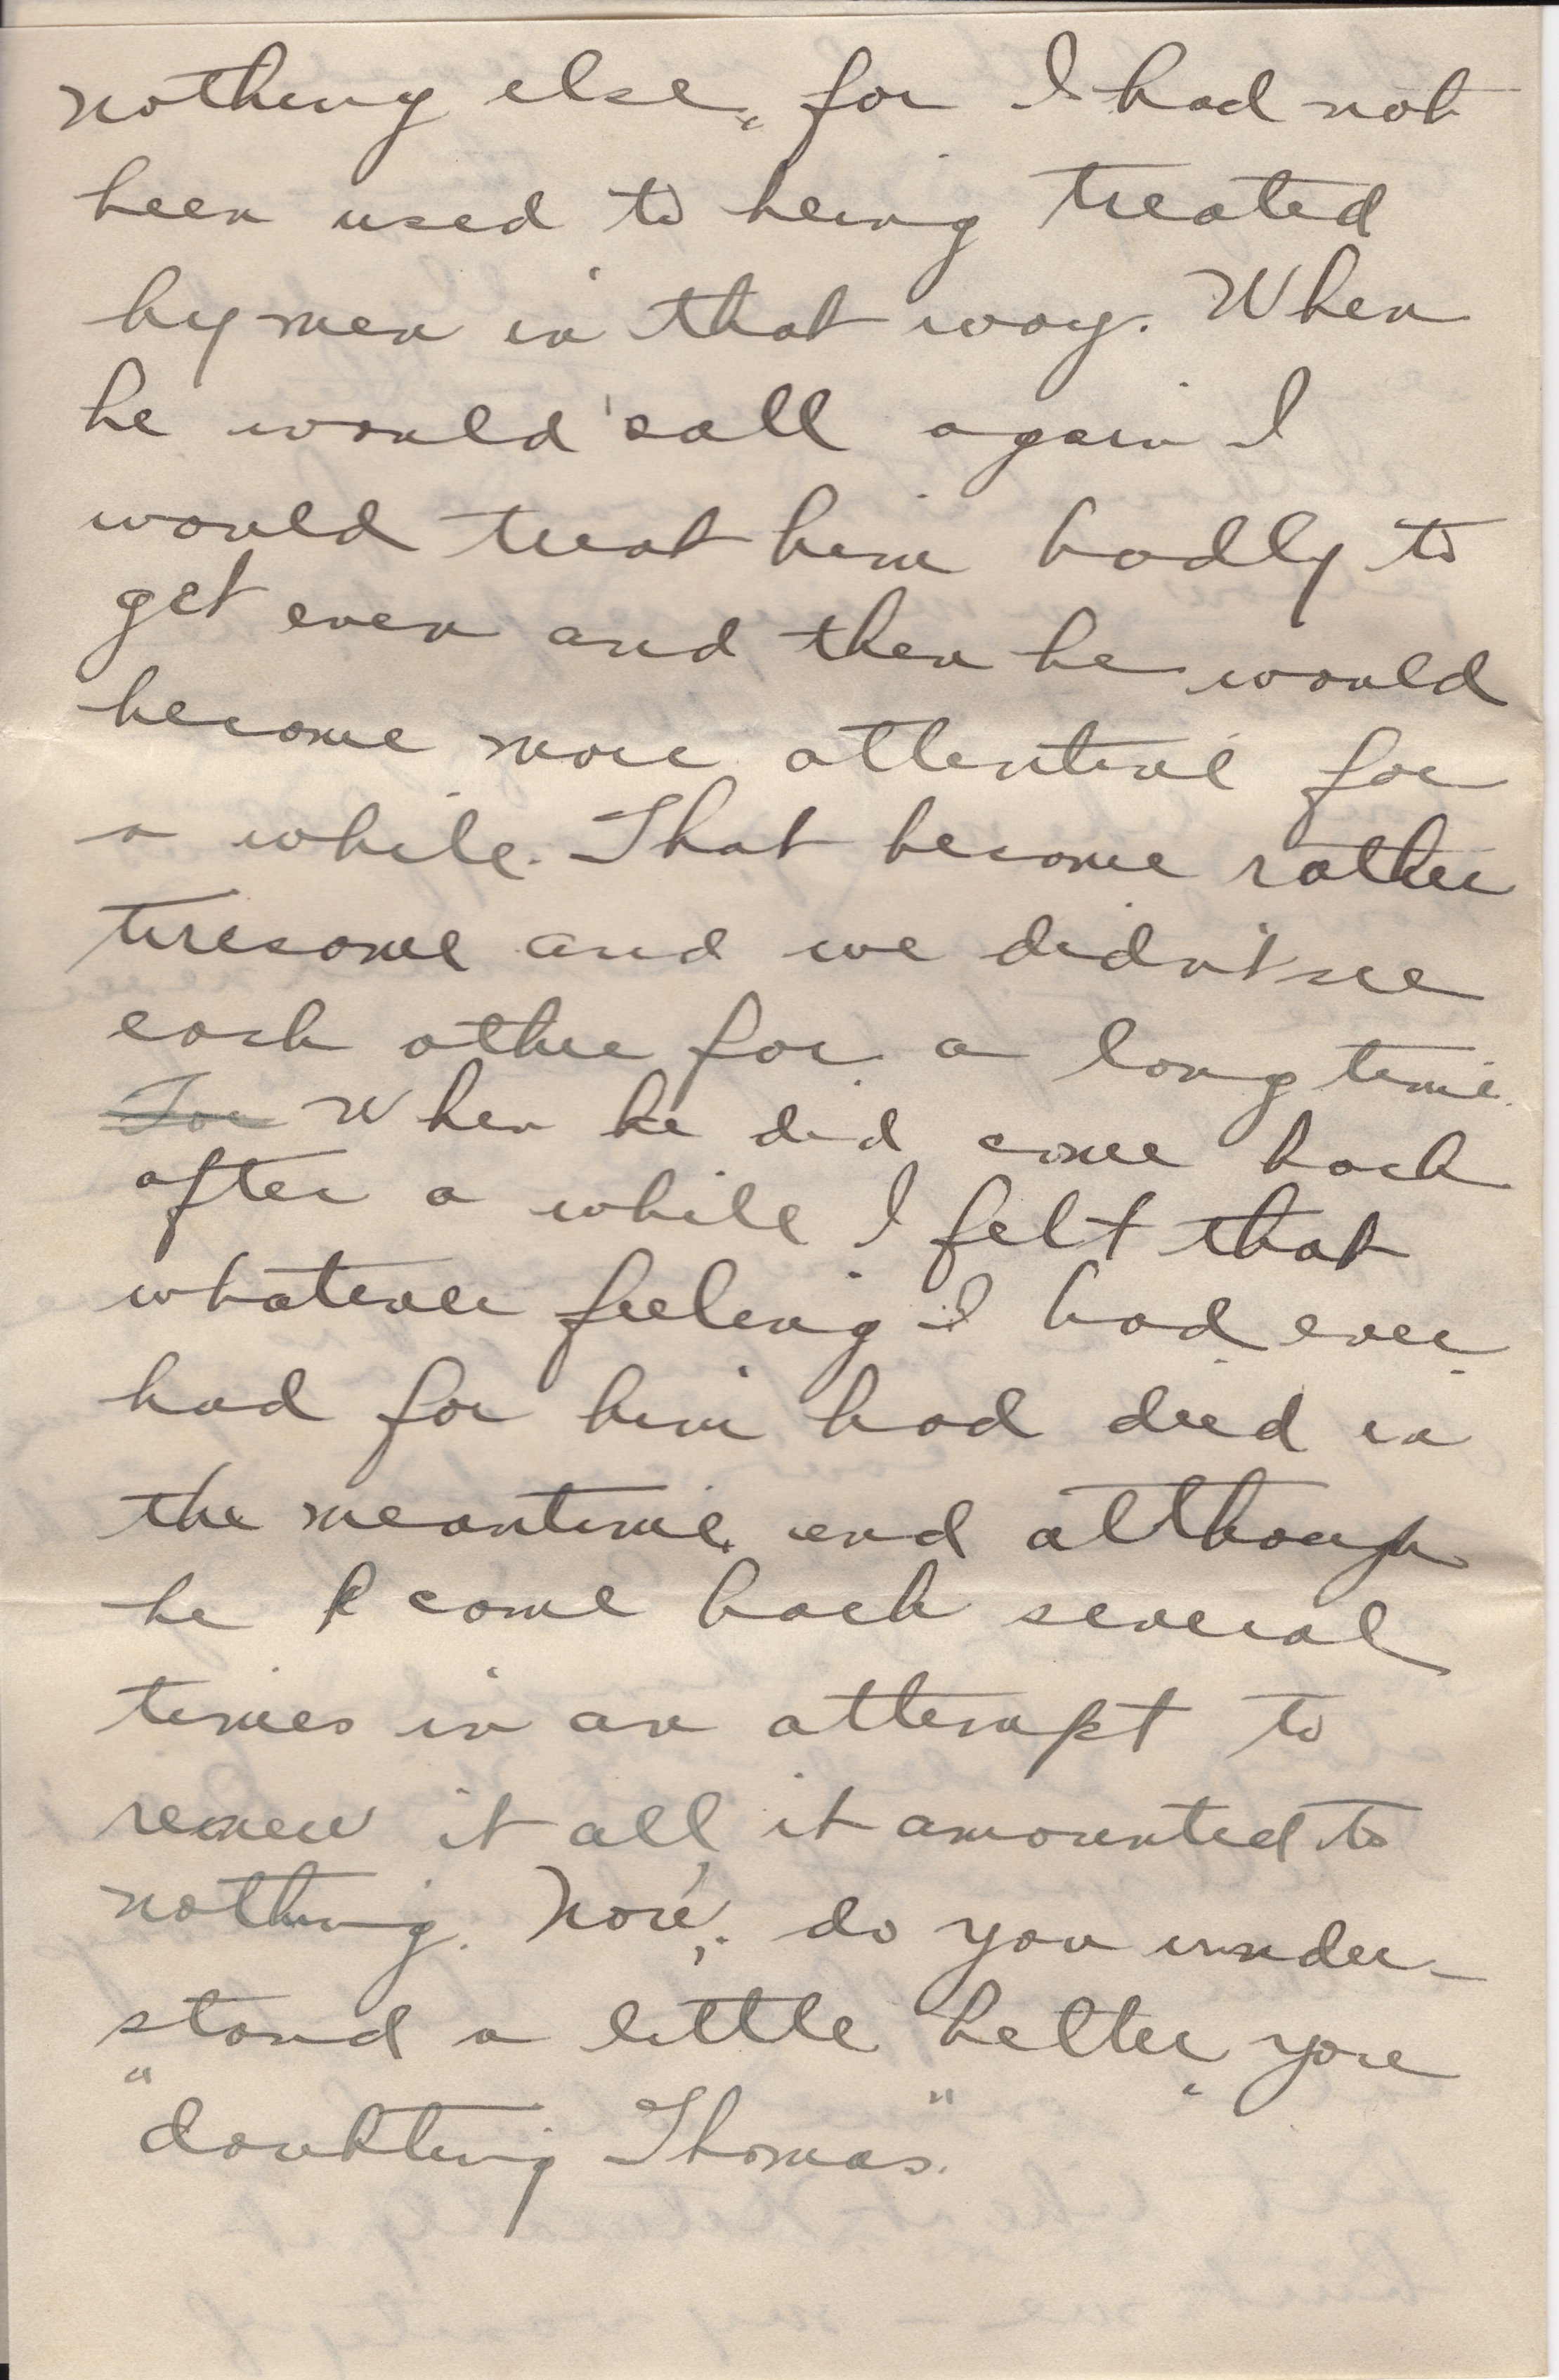 nothing else, for I had not
been used to being treated
by men in that way. When
he would call again I
would treat him badly to
get even and then he would
become more attentive for
a while. That became rather
tiresome and we didn't see
each other for a long time.
For When he did come back
after a while I felt that
whatever feeling I had ever
had for him had died in
the meantime, and although
he came back several
times in an attempt to
renew it all, it amounted to
nothing. Now, do you under-
stand a little better, you
"doubting Thomas."